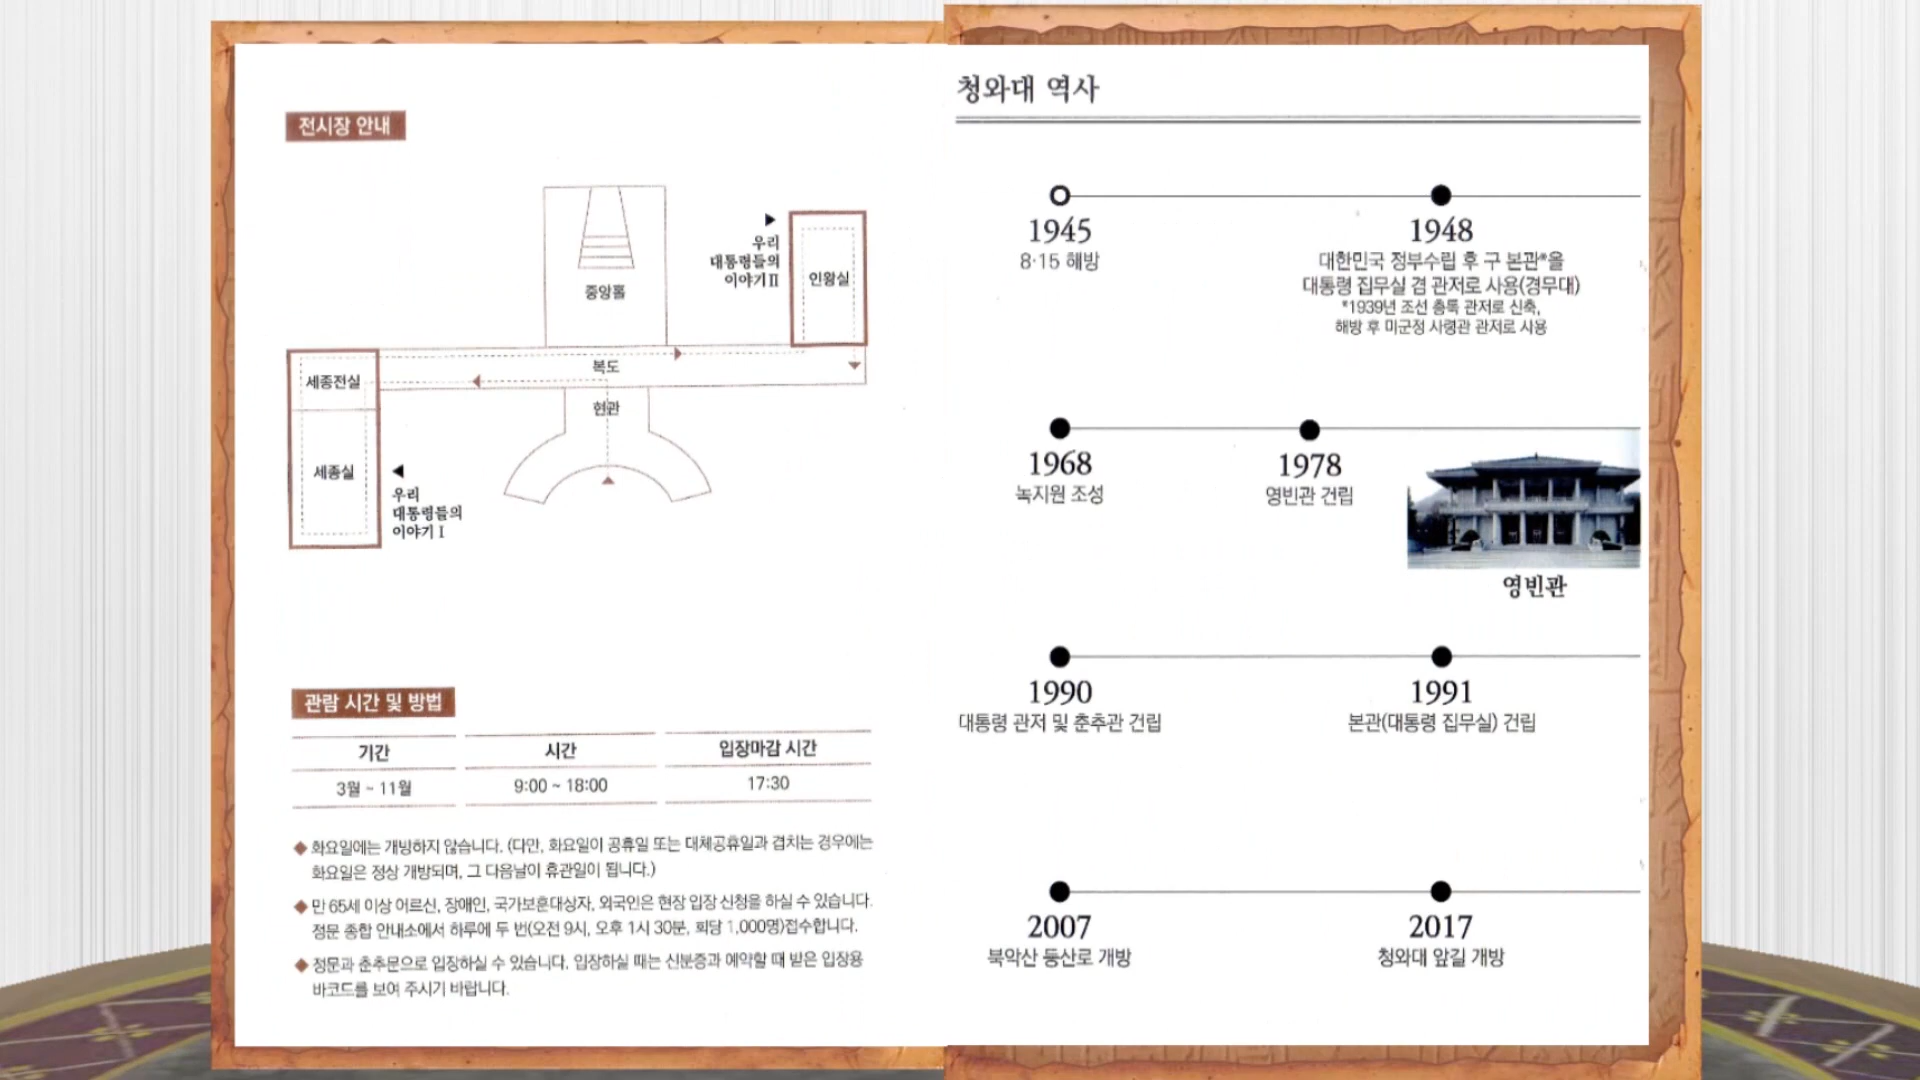 전시장 안내
중앙홀
우리
대통령들의
이야기 II
인왕실
복도
세종전실
현관
세종실
우리
대통령들의
이야기 I
관람 시간 및 방법
기간 시간 입장마감 시간
3월 ~ 11월 9:00 ~ 18:00 17:30
화요일에는 개방하지 않습니다. (다만, 화요일이 공휴일 또는 대체공휴일과 겹치는 경우에는
화요일은 정상 개방되며, 그 다음날이 휴관일이 됩니다.)
만 65세 이상 어르신, 장애인, 국가보훈대상자, 외국인은 현장 입장 신청을 하실 수 있습니다.
정문 종합 안내소에서 하루에 두 번(오전 9시, 오후 1시 30분, 회당 1,000명)접수합니다.
정문과 춘추문으로 입장하실 수 있습니다. 입장하실 때는 신분증과 예약할 때 받은 입장용
바코드를 보여 주시기 바랍니다.
청와대 역사
1945
8·15 해방
1948
대한민국 정부수립 후 구 본관*을
대통령 집무실 겸 관저로 사용(경무대)
*1939년 조선 총독 관저로 신축,
해방 후 미군정 사령관 관저로 사용
1968
녹지원 조성
1978
영빈관 건립
영빈관
1990
대통령 관저 및 춘추관 건립
1991
본관(대통령 집무실) 건립
2007
북악산 등산로 개방
2017
청와대 앞길 개방